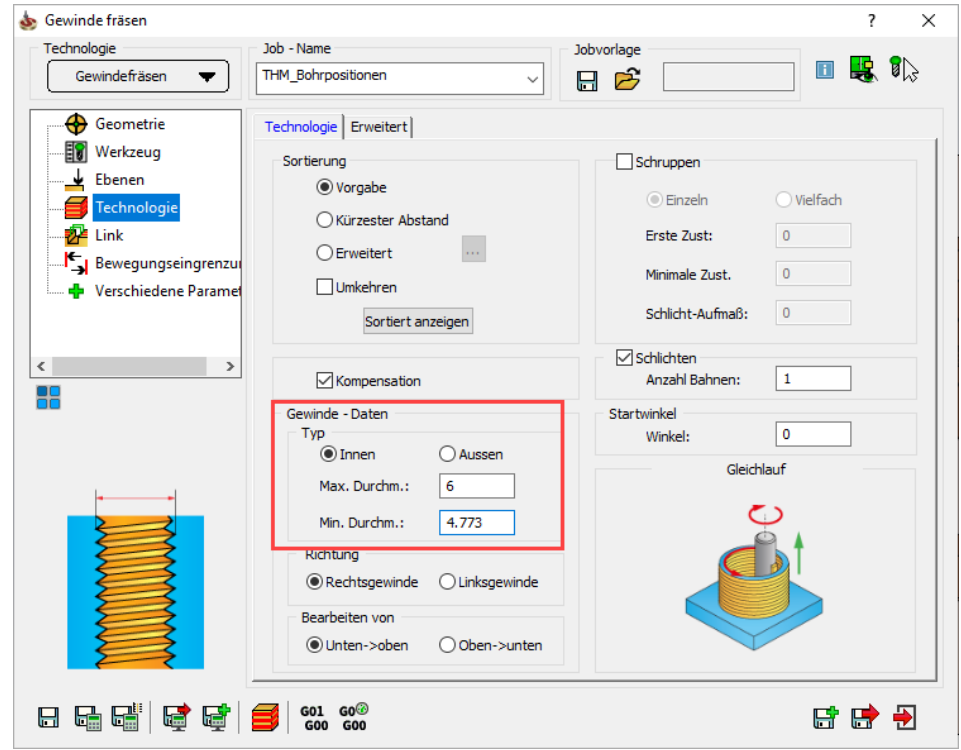 Gewinde fräsen
? ×
Technologie
Gewindefräsen
Job - Name
THM_Bohrpositionen
Jobvorlage
Geometrie
Werkzeug
Ebenen
Technologie
Link
Bewegungseingrenzu
Verschiedene Paramet
Technologie Erweitert
Sortierung
Vorgabe
Kürzester Abstand
Erweitert ...
Umkehren
Sortiert anzeigen
Kompensation
Gewinde - Daten
Typ
Innen Aussen
Max. Durchm.: 6
Min. Durchm.: 4.773
Richtung
Rechtsgewinde Linksgewinde
Bearbeiten von
Unten->oben Oben->unten
Schruppen
Einzeln Vielfach
Erste Zust: 0
Minimale Zust. 0
Schlicht-Aufmaß: 0
Schlichten
Anzahl Bahnen: 1
Startwinkel
Winkel: 0
Gleichlauf
G01 G0
G00 G00